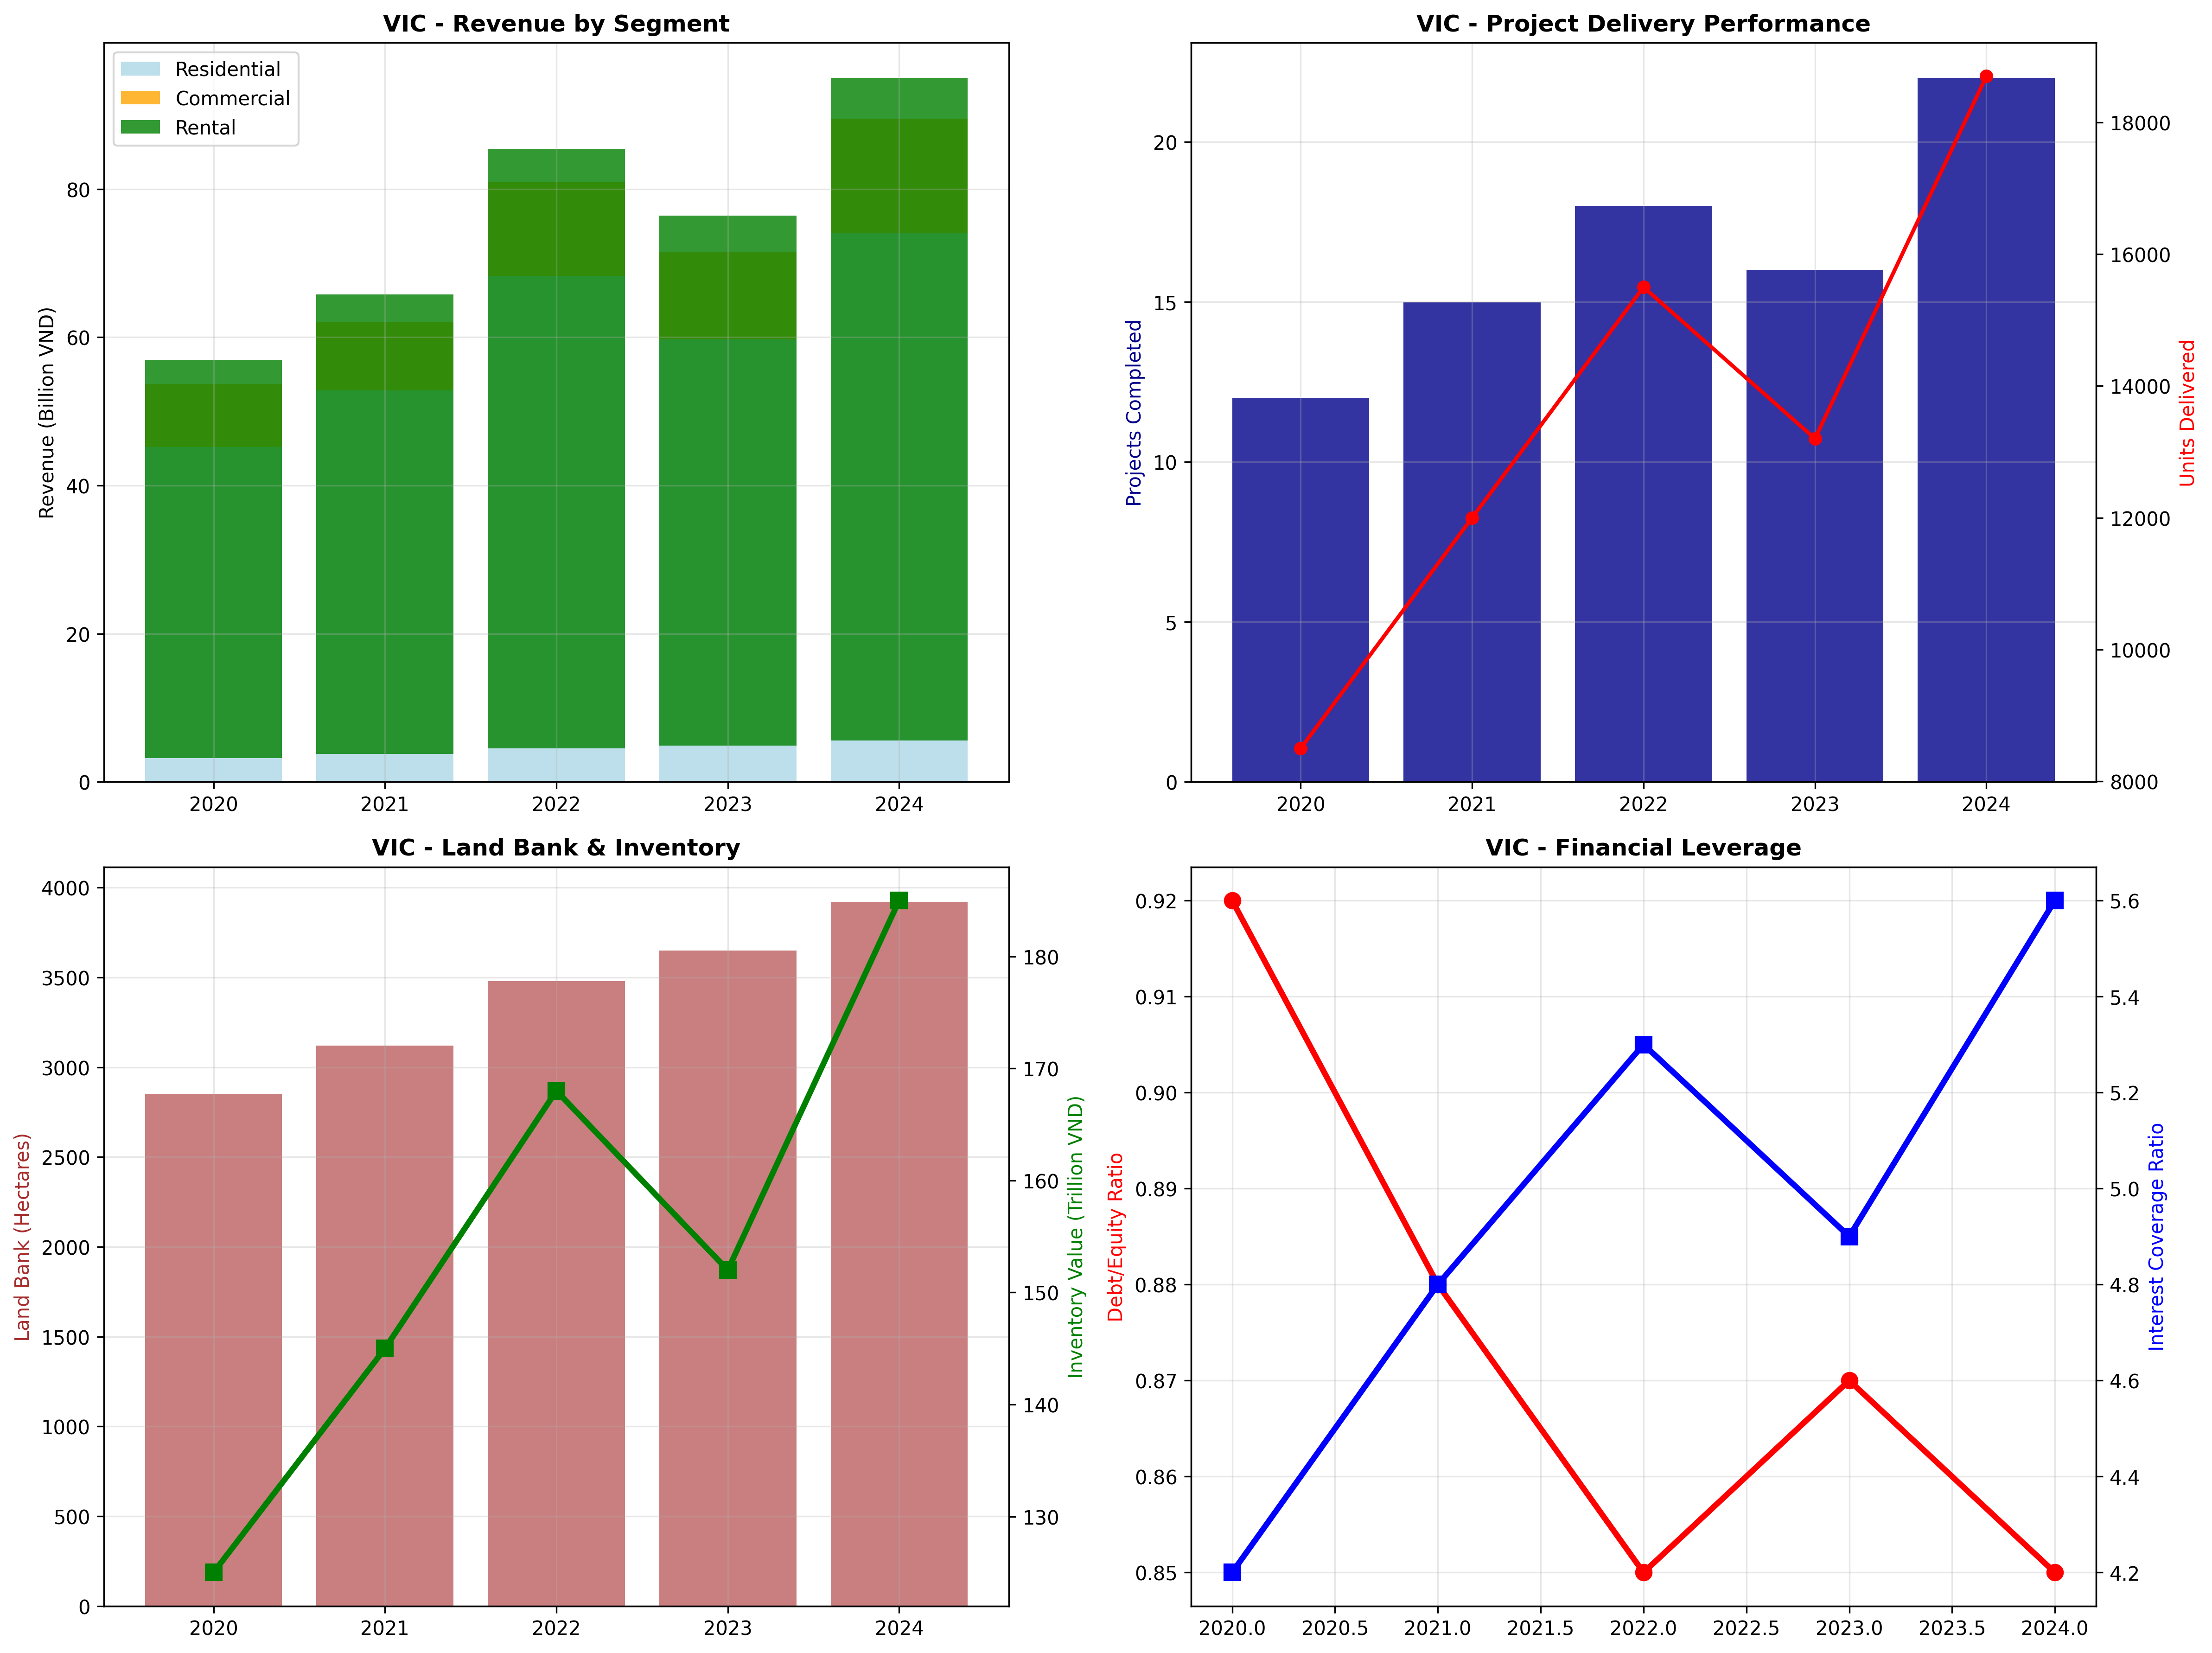 VIC - Revenue by Segment
Residential
Commercial
Rental
Revenue (Billion VND)
80
60
40
20
0
2020 2021 2022 2023 2024
VIC - Project Delivery Performance
Projects Completed
20
15
10
5
0
Units Delivered
18000
16000
14000
12000
10000
8000
2020 2021 2022 2023 2024
VIC - Land Bank & Inventory
Land Bank (Hectares)
4000
3500
3000
2500
2000
1500
1000
500
0
Inventory Value (Trillion VND)
180
170
160
150
140
130
2020 2021 2022 2023 2024
VIC - Financial Leverage
Debt/Equity Ratio
0.92
0.91
0.90
0.89
0.88
0.87
0.86
0.85
Interest Coverage Ratio
5.6
5.4
5.2
5.0
4.8
4.6
4.4
4.2
2020.0 2020.5 2021.0 2021.5 2022.0 2022.5 2023.0 2023.5 2024.0